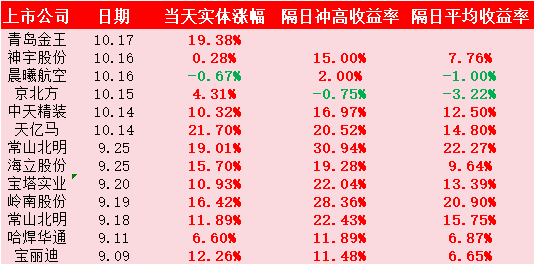 上市公司 日期 当天实体涨幅 隔日冲高收益率 隔日平均收益率
青岛金王 10.17 19.38%
神宇股份 10.16 0.28% 15.00% 7.76%
晨曦航空 10.16 -0.67% 2.00% -1.00%
京北方 10.15 4.31% -0.75% -3.22%
中天精装 10.14 10.32% 16.97% 12.50%
天亿马 10.14 21.70% 20.52% 14.80%
常山北明 9.25 19.01% 30.94% 22.27%
海立股份 9.25 15.70% 19.28% 9.64%
宝塔实业 9.20 10.93% 22.04% 13.39%
岭南股份 9.19 16.42% 28.36% 20.90%
常山北明 9.18 11.89% 22.43% 15.75%
哈焊华通 9.11 6.60% 11.89% 6.87%
宝丽迪 9.09 12.26% 11.48% 6.65%